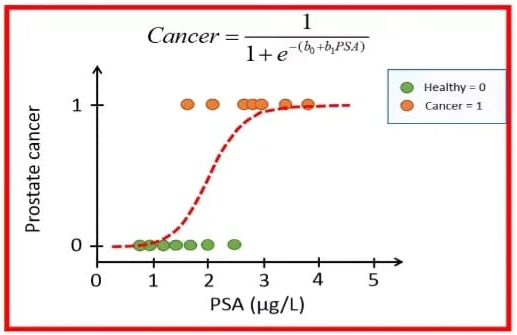 Cancer = 1 / 1 + e^−(b₀+b₁PSA)
Healthy = 0
Cancer = 1
Prostate cancer
1
0
0 1 2 3 4 5
PSA (µg/L)